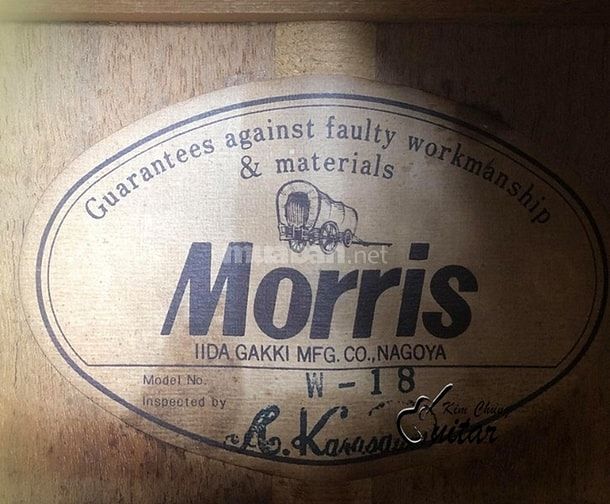 Guarantees against faulty workmanship
& materials
muaban.net
Morris
IIDA GAKKI MFG. CO., NAGOYA
Model No. W-18
Inspected by
Kim Chung
Guitar